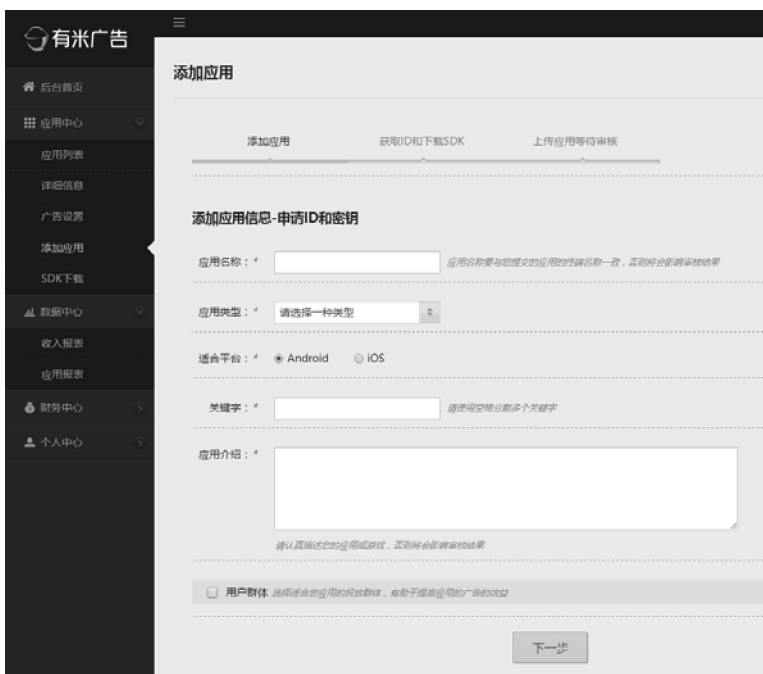 有米广告
后台首页
应用中心
应用列表
详细信息
广告设置
添加应用
SDK下载
数据中心
收入报表
应用报表
财务中心
个人中心
添加应用
添加应用
获取ID和下载SDK
上传应用等待审核
添加应用信息-申请ID和密钥
应用名称：* 应用名称要与您提交的应用的终端名称一致，否则将会影响审核结果
应用类型：* 请选择一种类型
适合平台：* Android iOS
关键字：* 请使用空格分割多个关键字
应用介绍：*
请认真描述您的应用或游戏，否则将会影响审核结果
用户群体 选择适合您应用的投放群体，有助于提高应用的广告的效益
下一步